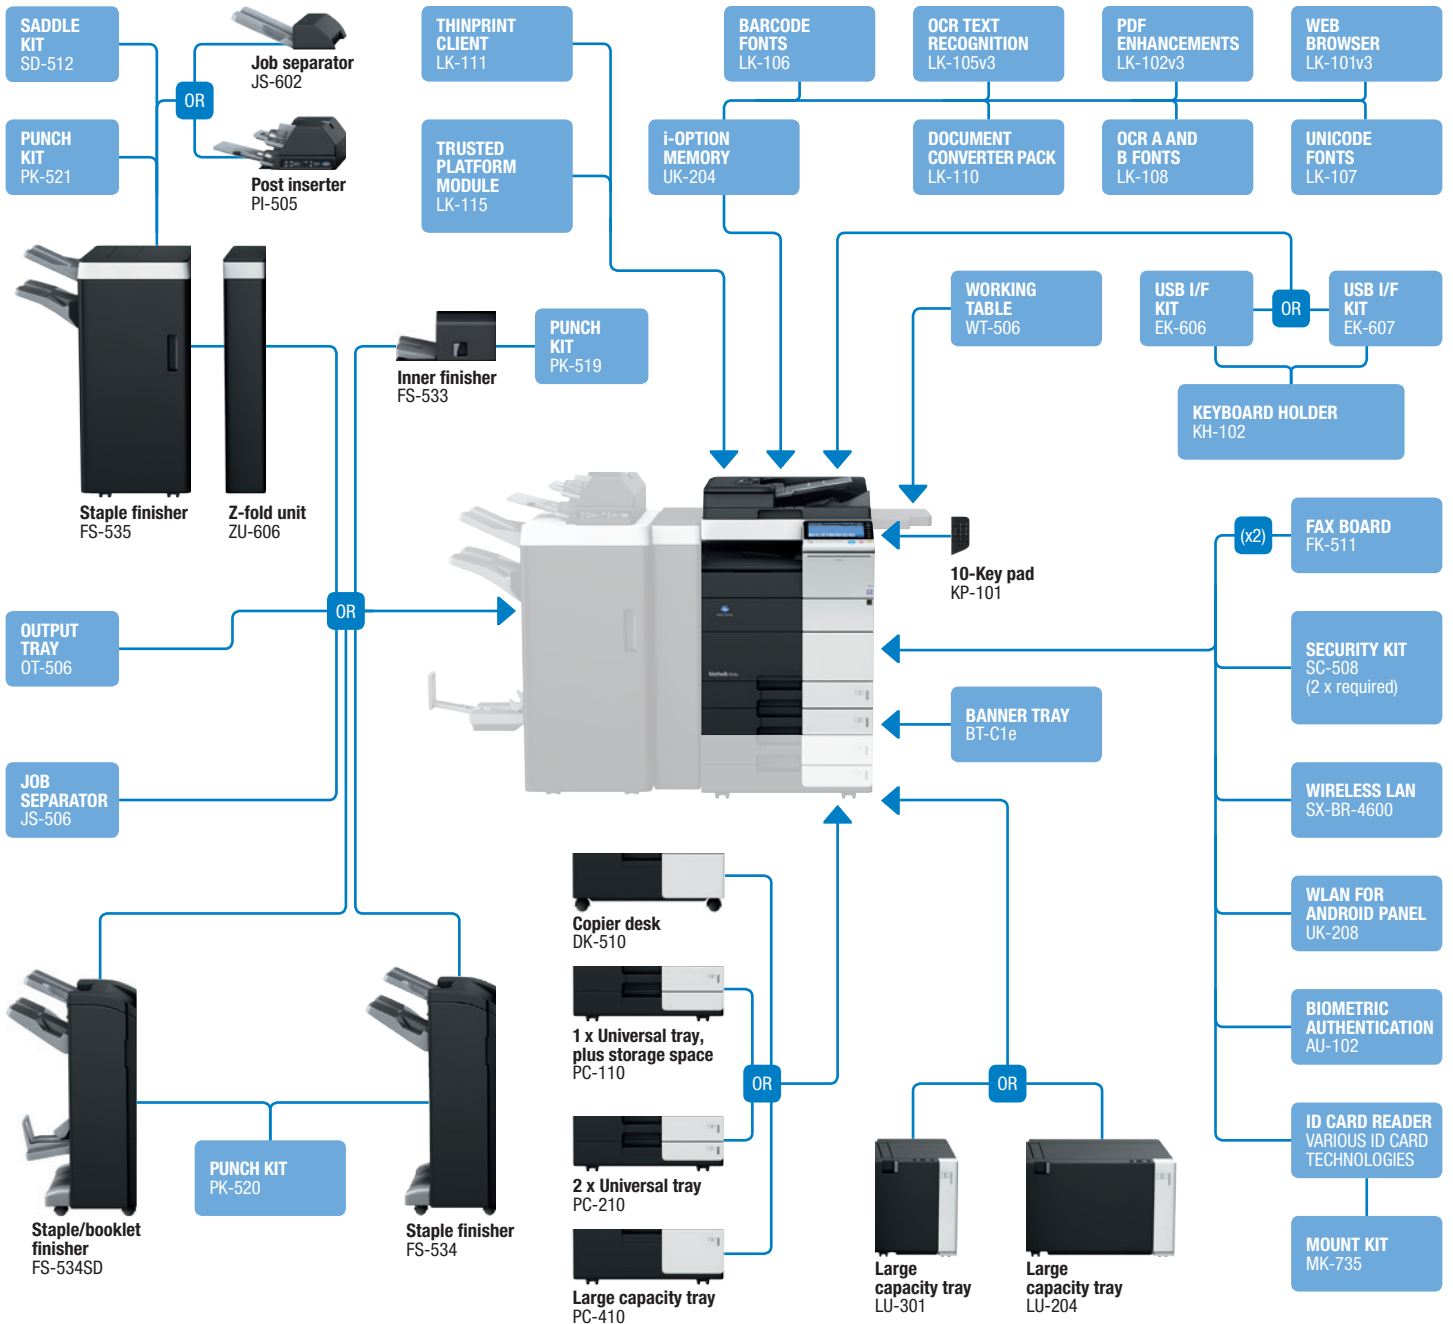 SADDLE
KIT
SD-512
Job separator
JS-602
OR
PUNCH
KIT
PK-521
Post inserter
PI-505
THINPRINT
CLIENT
LK-111
TRUSTED
PLATFORM
MODULE
LK-115
BARCODE
FONTS
LK-106
OCR TEXT
RECOGNITION
LK-105v3
PDF
ENHANCEMENTS
LK-102v3
WEB
BROWSER
LK-101v3
i-OPTION
MEMORY
UK-204
DOCUMENT
CONVERTER PACK
LK-110
OCR A AND
B FONTS
LK-108
UNICODE
FONTS
LK-107
Staple finisher
FS-535
Z-fold unit
ZU-606
Inner finisher
FS-533
PUNCH
KIT
PK-519
WORKING
TABLE
WT-506
USB I/F
KIT
EK-606
OR
USB I/F
KIT
EK-607
KEYBOARD HOLDER
KH-102
10-Key pad
KP-101
(x2)
FAX BOARD
FK-511
OUTPUT
TRAY
OT-506
OR
SECURITY KIT
SC-508
(2 x required)
bizhub
BANNER TRAY
BT-C1e
JOB
SEPARATOR
JS-506
WIRELESS LAN
SX-BR-4600
WLAN FOR
ANDROID PANEL
UK-208
BIOMETRIC
AUTHENTICATION
AU-102
ID CARD READER
VARIOUS ID CARD
TECHNOLOGIES
MOUNT KIT
MK-735
Copier desk
DK-510
1 x Universal tray,
plus storage space
PC-110
OR
2 x Universal tray
PC-210
Large capacity tray
PC-410
OR
Large
capacity tray
LU-301
Large
capacity tray
LU-204
PUNCH KIT
PK-520
Staple/booklet
finisher
FS-534SD
Staple finisher
FS-534